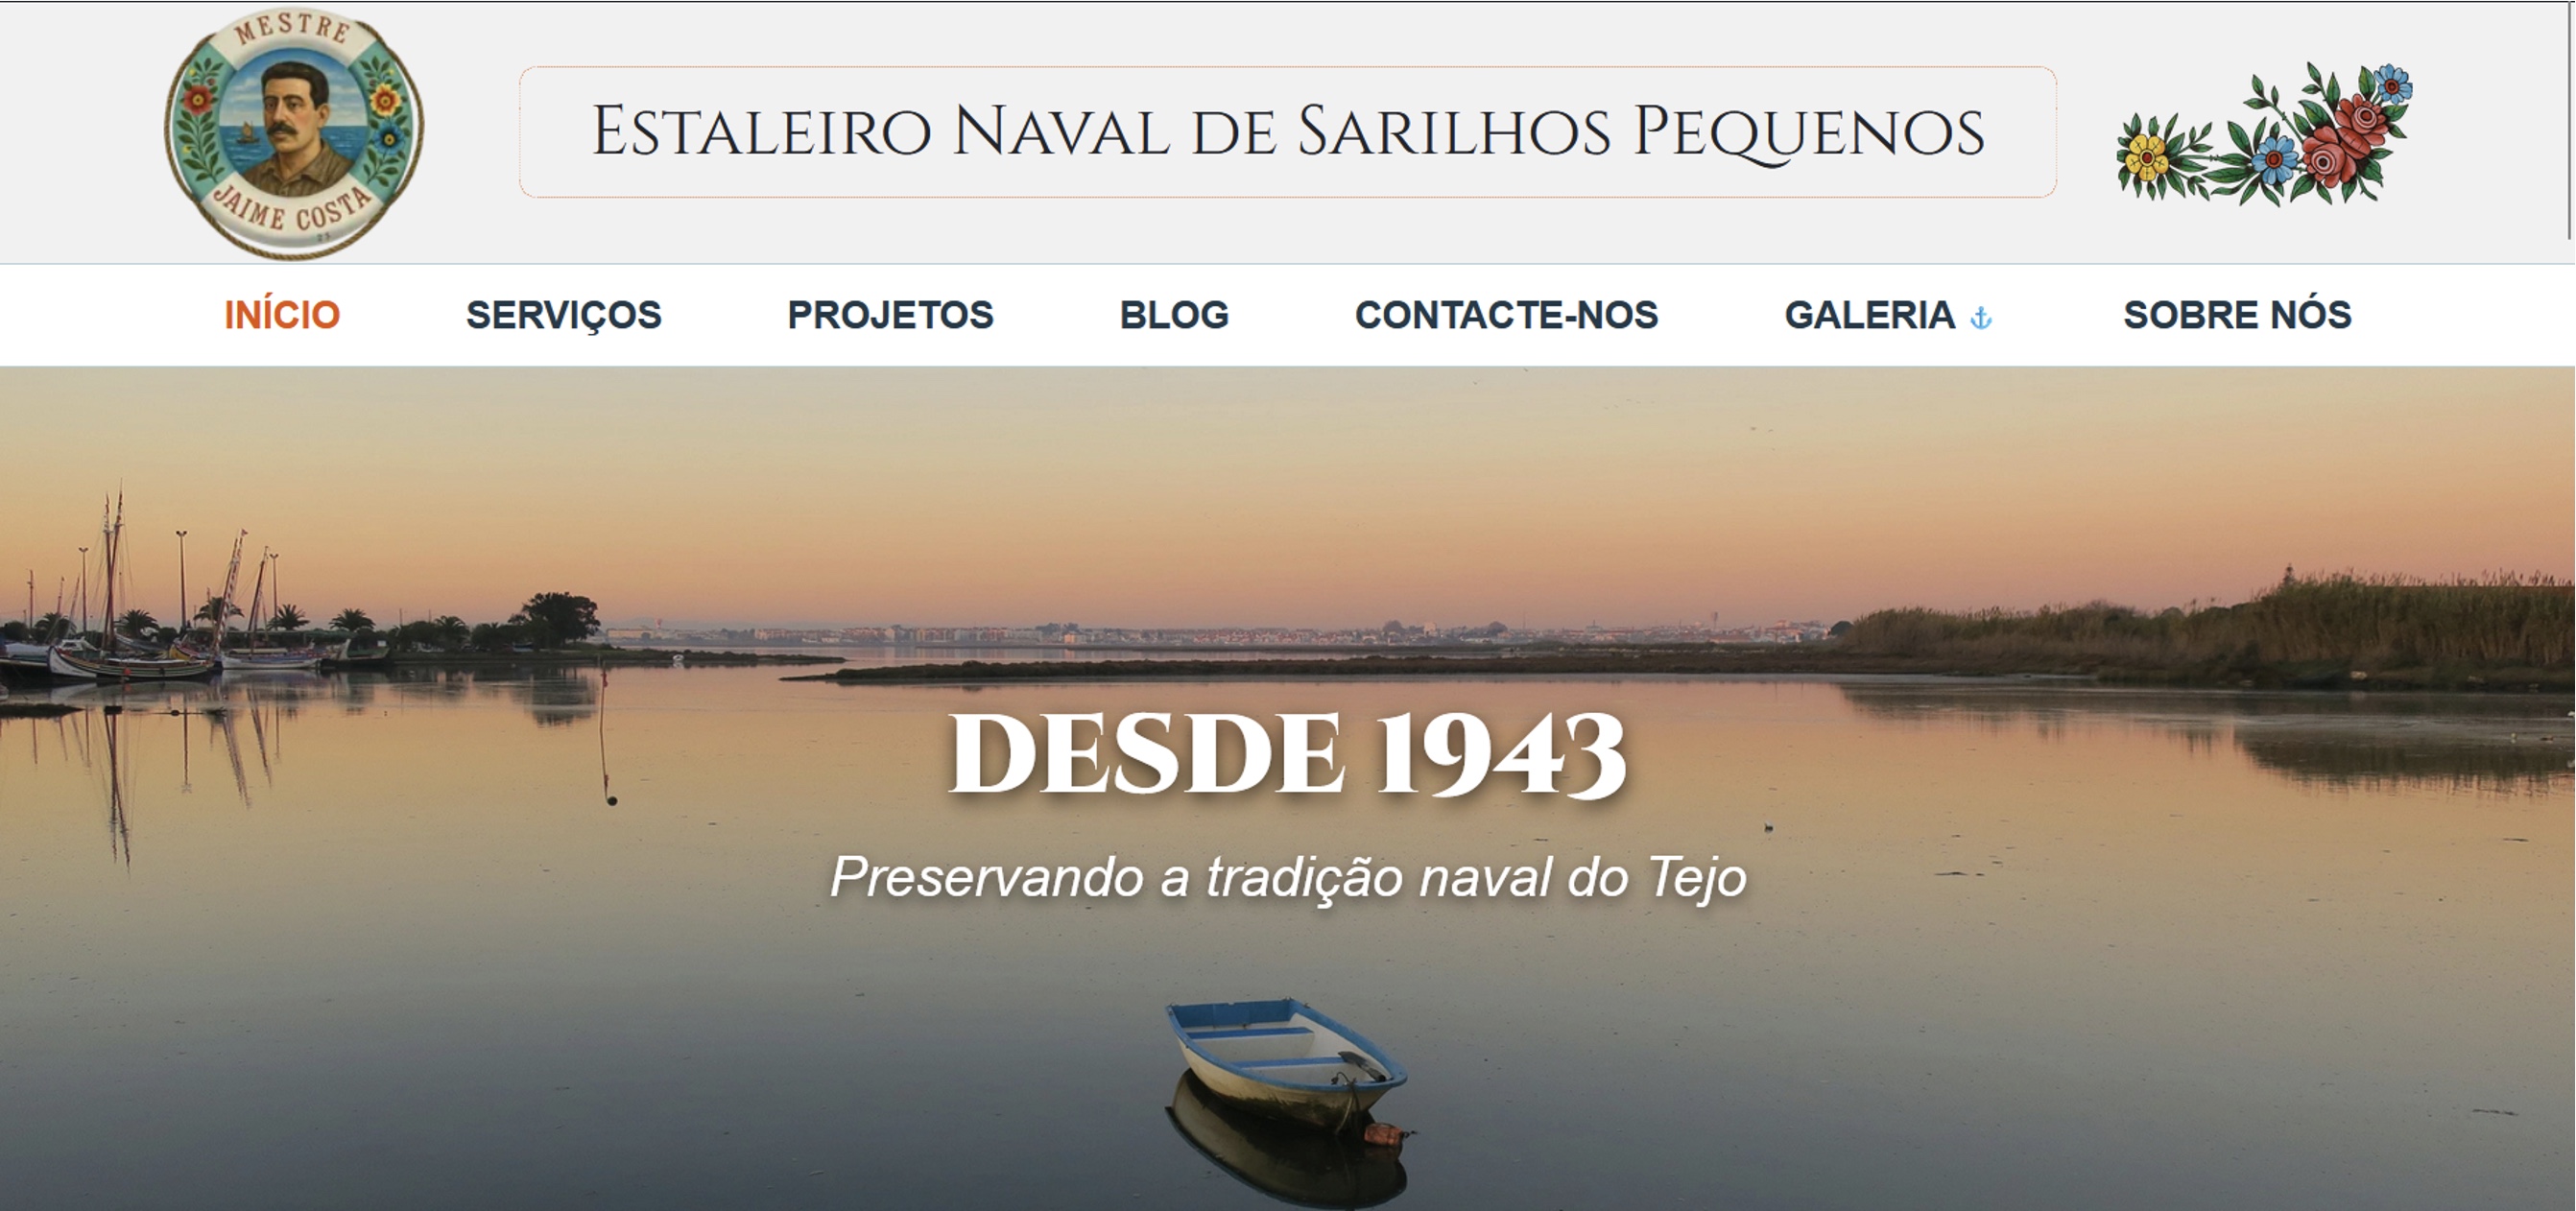 MESTRE
JAIME COSTA
Estaleiro Naval de Sarilhos Pequenos
INÍCIO SERVIÇOS PROJETOS BLOG CONTACTE-NOS GALERIA SOBRE NÓS
DESDE 1943
Preservando a tradição naval do Tejo